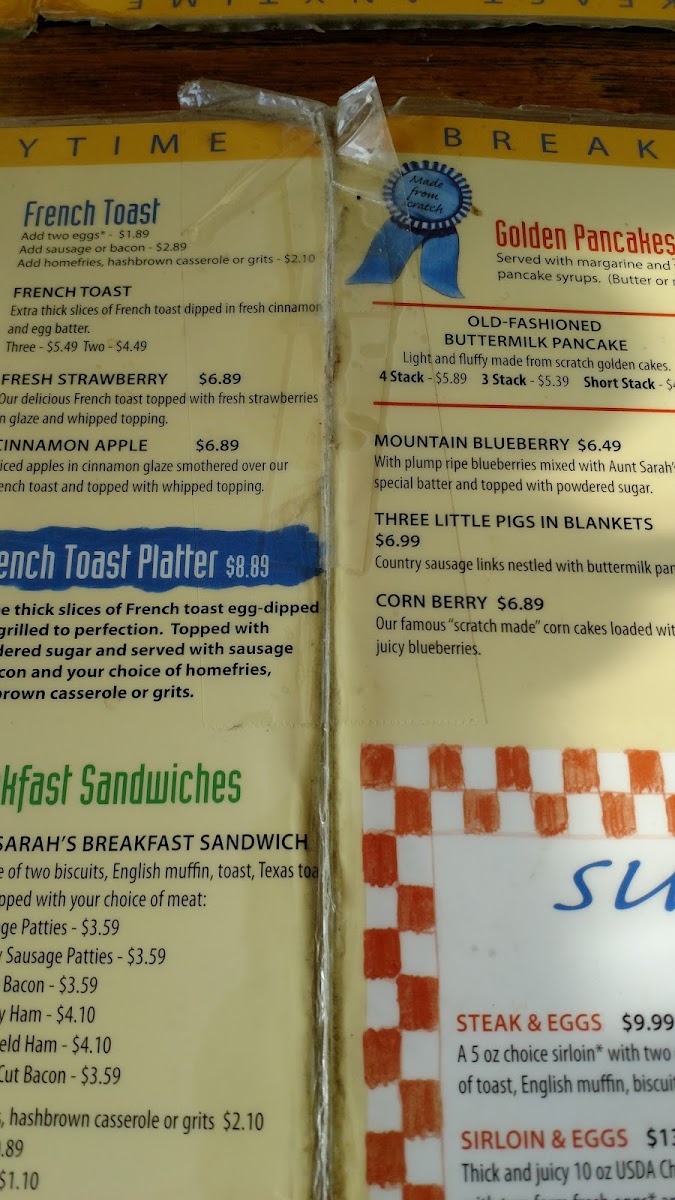 YTIME
French Toast
Add two eggs* - $1.89
Add sausage or bacon - $2.89
Add homefries, hashbrown casserole or grits - $2.10
FRENCH TOAST
Extra thick slices of French toast dipped in fresh cinnamon
and egg batter.
Three - $5.49 Two - $4.49
FRESH STRAWBERRY $6.89
Our delicious French toast topped with fresh strawberries
n glaze and whipped topping.
CINNAMON APPLE $6.89
iced apples in cinnamon glaze smothered over our
ench toast and topped with whipped topping.
ench Toast Platter $8.89
e thick slices of French toast egg-dipped
grilled to perfection. Topped with
dered sugar and served with sausage
con and your choice of homefries,
brown casserole or grits.
kfast Sandwiches
SARAH'S BREAKFAST SANDWICH
e of two biscuits, English muffin, toast, Texas toa
pped with your choice of meat:
ge Patties - $3.59
y Sausage Patties - $3.59
Bacon - $3.59
y Ham - $4.10
eld Ham - $4.10
Cut Bacon - $3.59
, hashbrown casserole or grits $2.10
.89
$1.10
BREAK
Made
from
scratch
Golden Pancakes
Served with margarine and
pancake syrups. (Butter or
OLD-FASHIONED
BUTTERMILK PANCAKE
Light and fluffy made from scratch golden cakes.
4 Stack - $5.89 3 Stack - $5.39 Short Stack - $4
MOUNTAIN BLUEBERRY $6.49
With plump ripe blueberries mixed with Aunt Sarah's
special batter and topped with powdered sugar.
THREE LITTLE PIGS IN BLANKETS
$6.99
Country sausage links nestled with buttermilk pan
CORN BERRY $6.89
Our famous "scratch made" corn cakes loaded wit
juicy blueberries.
su
STEAK & EGGS $9.99
A 5 oz choice sirloin* with two
of toast, English muffin, biscuit
SIRLOIN & EGGS $13
Thick and juicy 10 oz USDA Ch